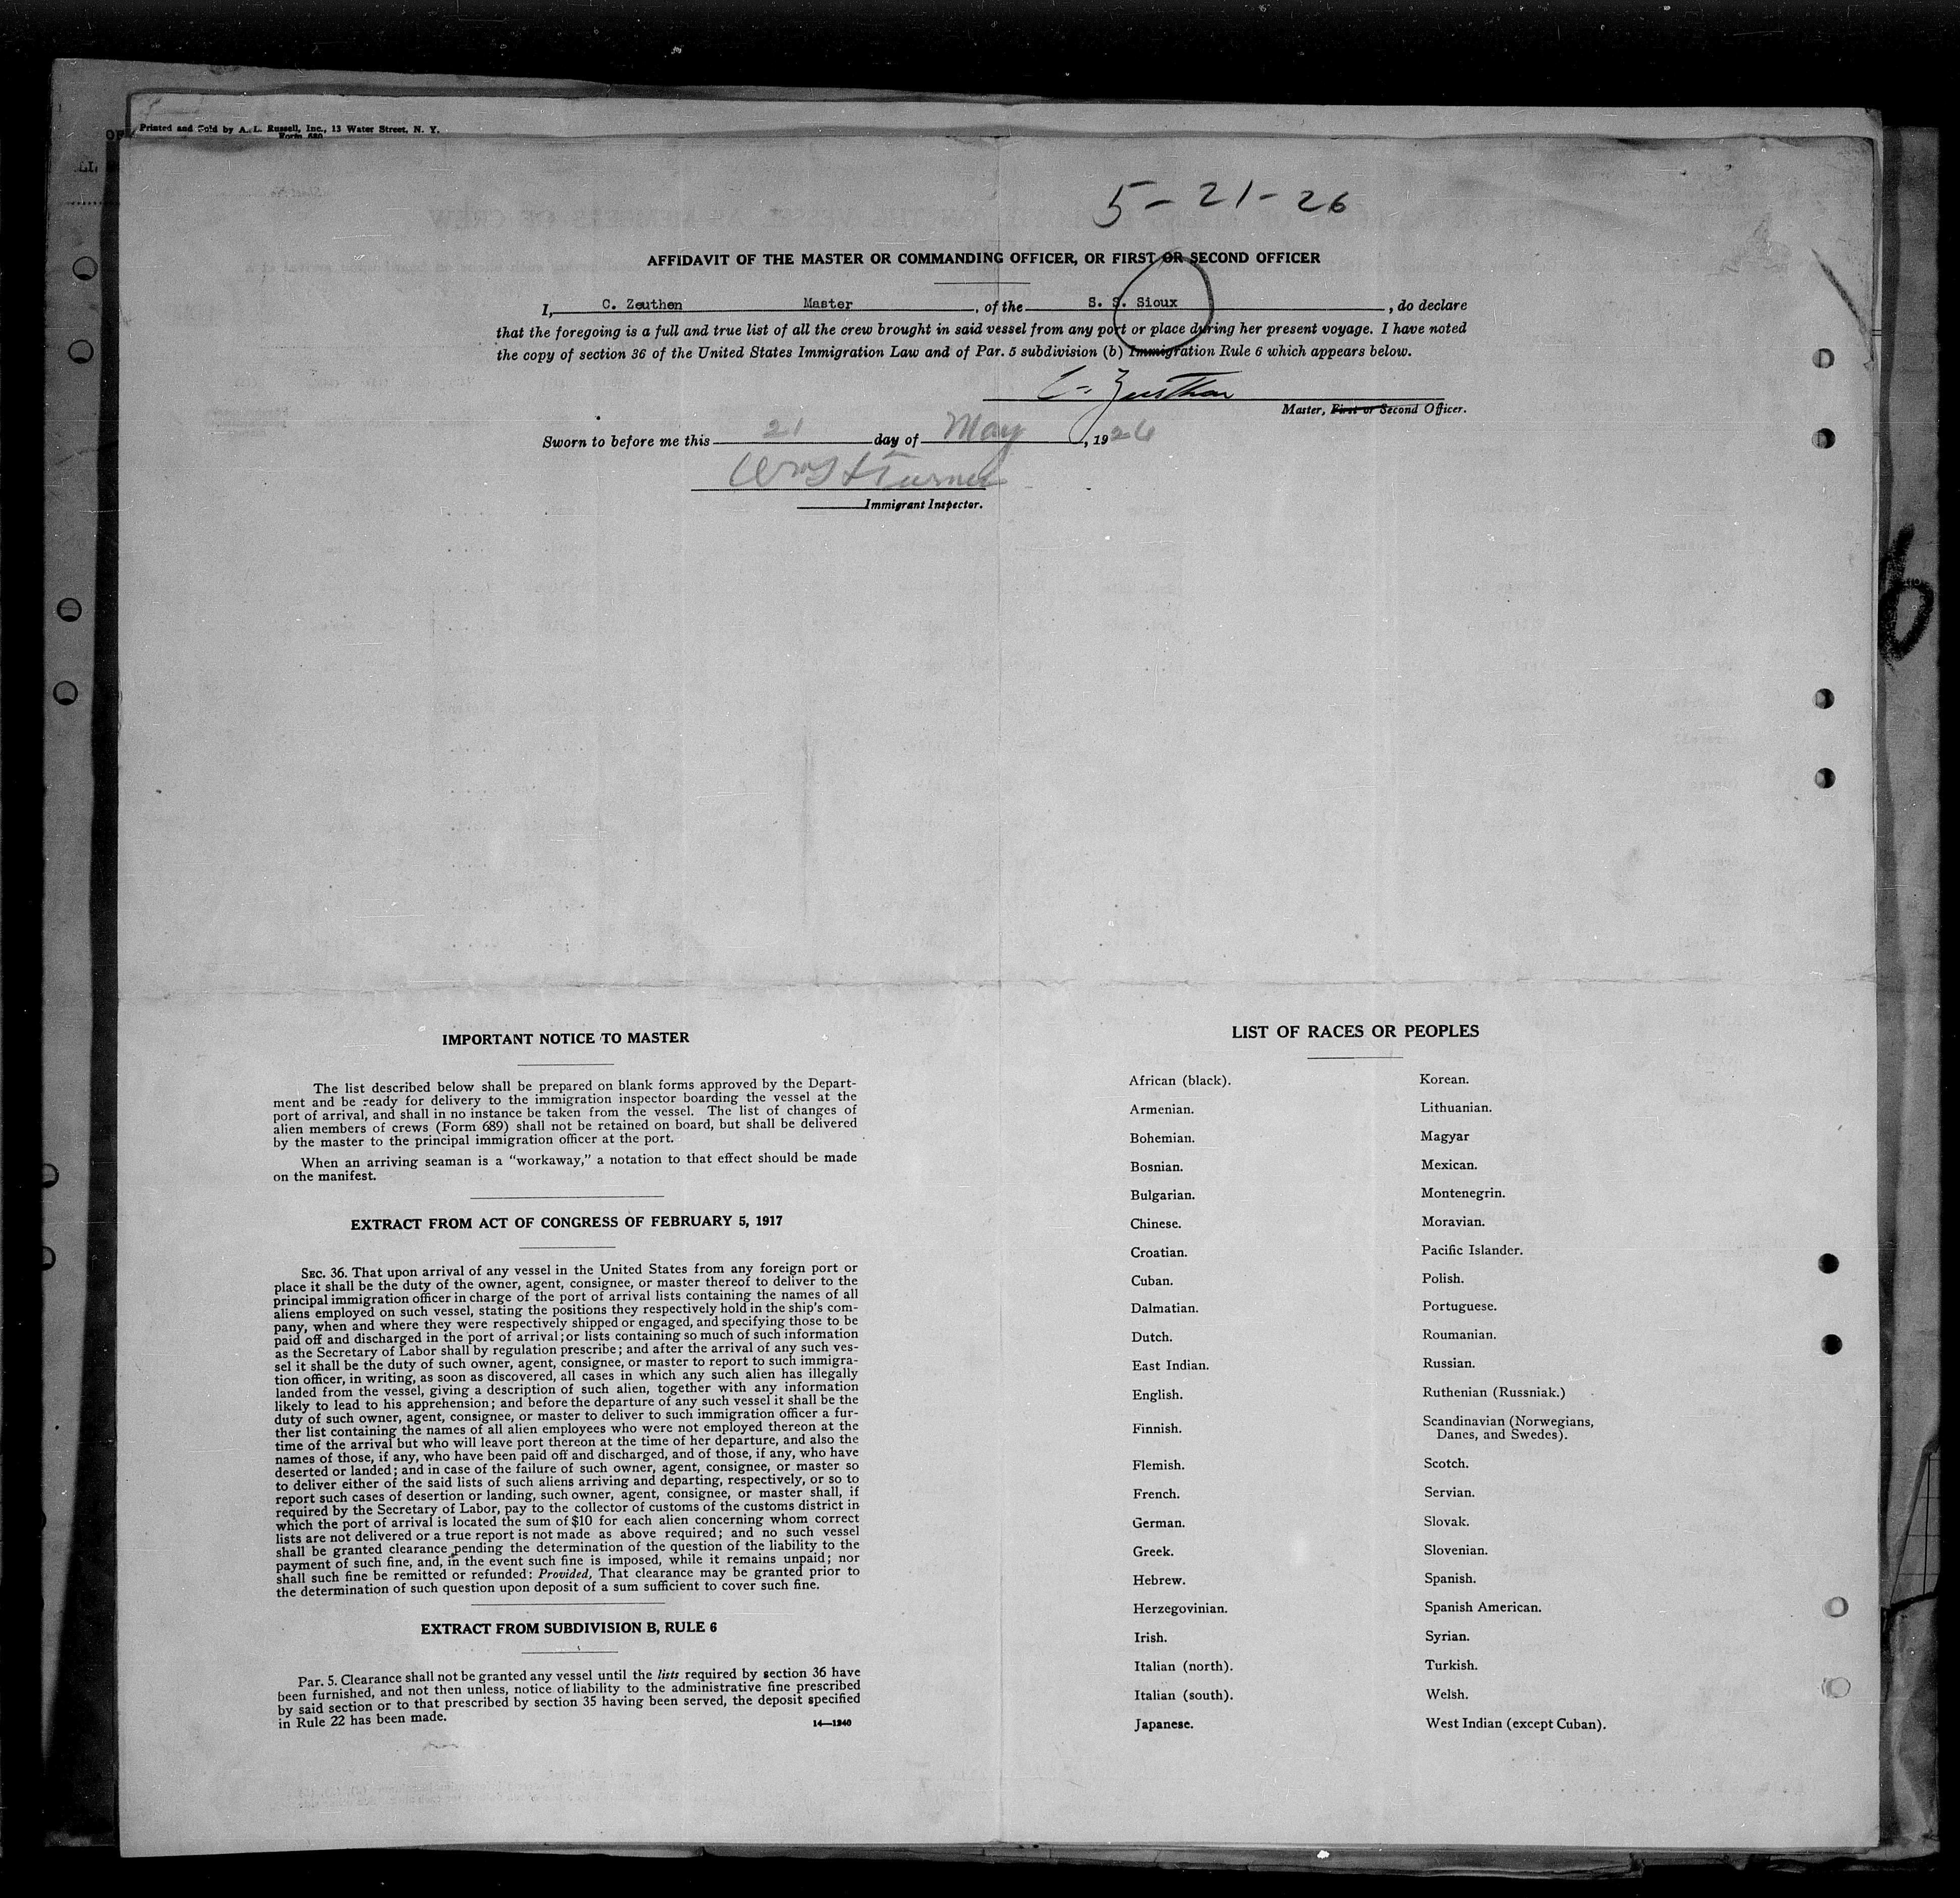 Printed and Sold by A. L. Russell, Inc., 13 Water Street, N. Y.
Form 680
5-21-26
AFFIDAVIT OF THE MASTER OR COMMANDING OFFICER, OR FIRST OR SECOND OFFICER
I, C. Zeuthen Master, of the S. S. Sioux, do declare
that the foregoing is a full and true list of all the crew brought in said vessel from any port or place during her present voyage. I have noted
the copy of section 36 of the United States Immigration Law and of Par. 5 subdivision (b) Immigration Rule 6 which appears below.
C. Zeuthen
Master, First or Second Officer.
Sworn to before me this 21 day of May, 1926
Immigrant Inspector.
6
IMPORTANT NOTICE TO MASTER
The list described below shall be prepared on blank forms approved by the Depart-
ment and be ready for delivery to the immigration inspector boarding the vessel at the
port of arrival, and shall in no instance be taken from the vessel. The list of changes of
alien members of crews (Form 689) shall not be retained on board, but shall be delivered
by the master to the principal immigration officer at the port.
When an arriving seaman is a "workaway," a notation to that effect should be made
on the manifest.
EXTRACT FROM ACT OF CONGRESS OF FEBRUARY 5, 1917
SEC. 36. That upon arrival of any vessel in the United States from any foreign port or
place it shall be the duty of the owner, agent, consignee, or master thereof to deliver to the
principal immigration officer in charge of the port of arrival lists containing the names of all
aliens employed on such vessel, stating the positions they respectively hold in the ship's com-
pany, when and where they were respectively shipped or engaged, and specifying those to be
paid off and discharged in the port of arrival; or lists containing so much of such information
as the Secretary of Labor shall by regulation prescribe; and after the arrival of any such ves-
sel it shall be the duty of such owner, agent, consignee, or master to report to such immigra-
tion officer, in writing, as soon as discovered, all cases in which any such alien has illegally
landed from the vessel, giving a description of such alien, together with any information
likely to lead to his apprehension; and before the departure of any such vessel it shall be the
duty of such owner, agent, consignee, or master to deliver to such immigration officer a fur-
ther list containing the names of all alien employees who were not employed thereon at the
time of the arrival but who will leave port thereon at the time of her departure, and also the
names of those, if any, who have been paid off and discharged, and of those, if any, who have
deserted or landed; and in case of the failure of such owner, agent, consignee, or master so
to deliver either of the said lists of such aliens arriving and departing, respectively, or so to
report such cases of desertion or landing, such owner, agent, consignee, or master shall, if
required by the Secretary of Labor, pay to the collector of customs of the customs district in
which the port of arrival is located the sum of $10 for each alien concerning whom correct
lists are not delivered or a true report is not made as above required; and no such vessel
shall be granted clearance pending the determination of the question of the liability to the
payment of such fine, and, in the event such fine is imposed, while it remains unpaid; nor
shall such fine be remitted or refunded: Provided, That clearance may be granted prior to
the determination of such question upon deposit of a sum sufficient to cover such fine.
EXTRACT FROM SUBDIVISION B, RULE 6
Par. 5. Clearance shall not be granted any vessel until the lists required by section 36 have
been furnished, and not then unless, notice of liability to the administrative fine prescribed
by said section or to that prescribed by section 35 having been served, the deposit specified
in Rule 22 has been made.
14—1240
LIST OF RACES OR PEOPLES
African (black).
Armenian.
Bohemian.
Bosnian.
Bulgarian.
Chinese.
Croatian.
Cuban.
Dalmatian.
Dutch.
East Indian.
English.
Finnish.
Flemish.
French.
German.
Greek.
Hebrew.
Herzegovinian.
Irish.
Italian (north).
Italian (south).
Japanese.
Korean.
Lithuanian.
Magyar
Mexican.
Montenegrin.
Moravian.
Pacific Islander.
Polish.
Portuguese.
Roumanian.
Russian.
Ruthenian (Russniak.)
Scandinavian (Norwegians,
Danes, and Swedes).
Scotch.
Servian.
Slovak.
Slovenian.
Spanish.
Spanish American.
Syrian.
Turkish.
Welsh.
West Indian (except Cuban).